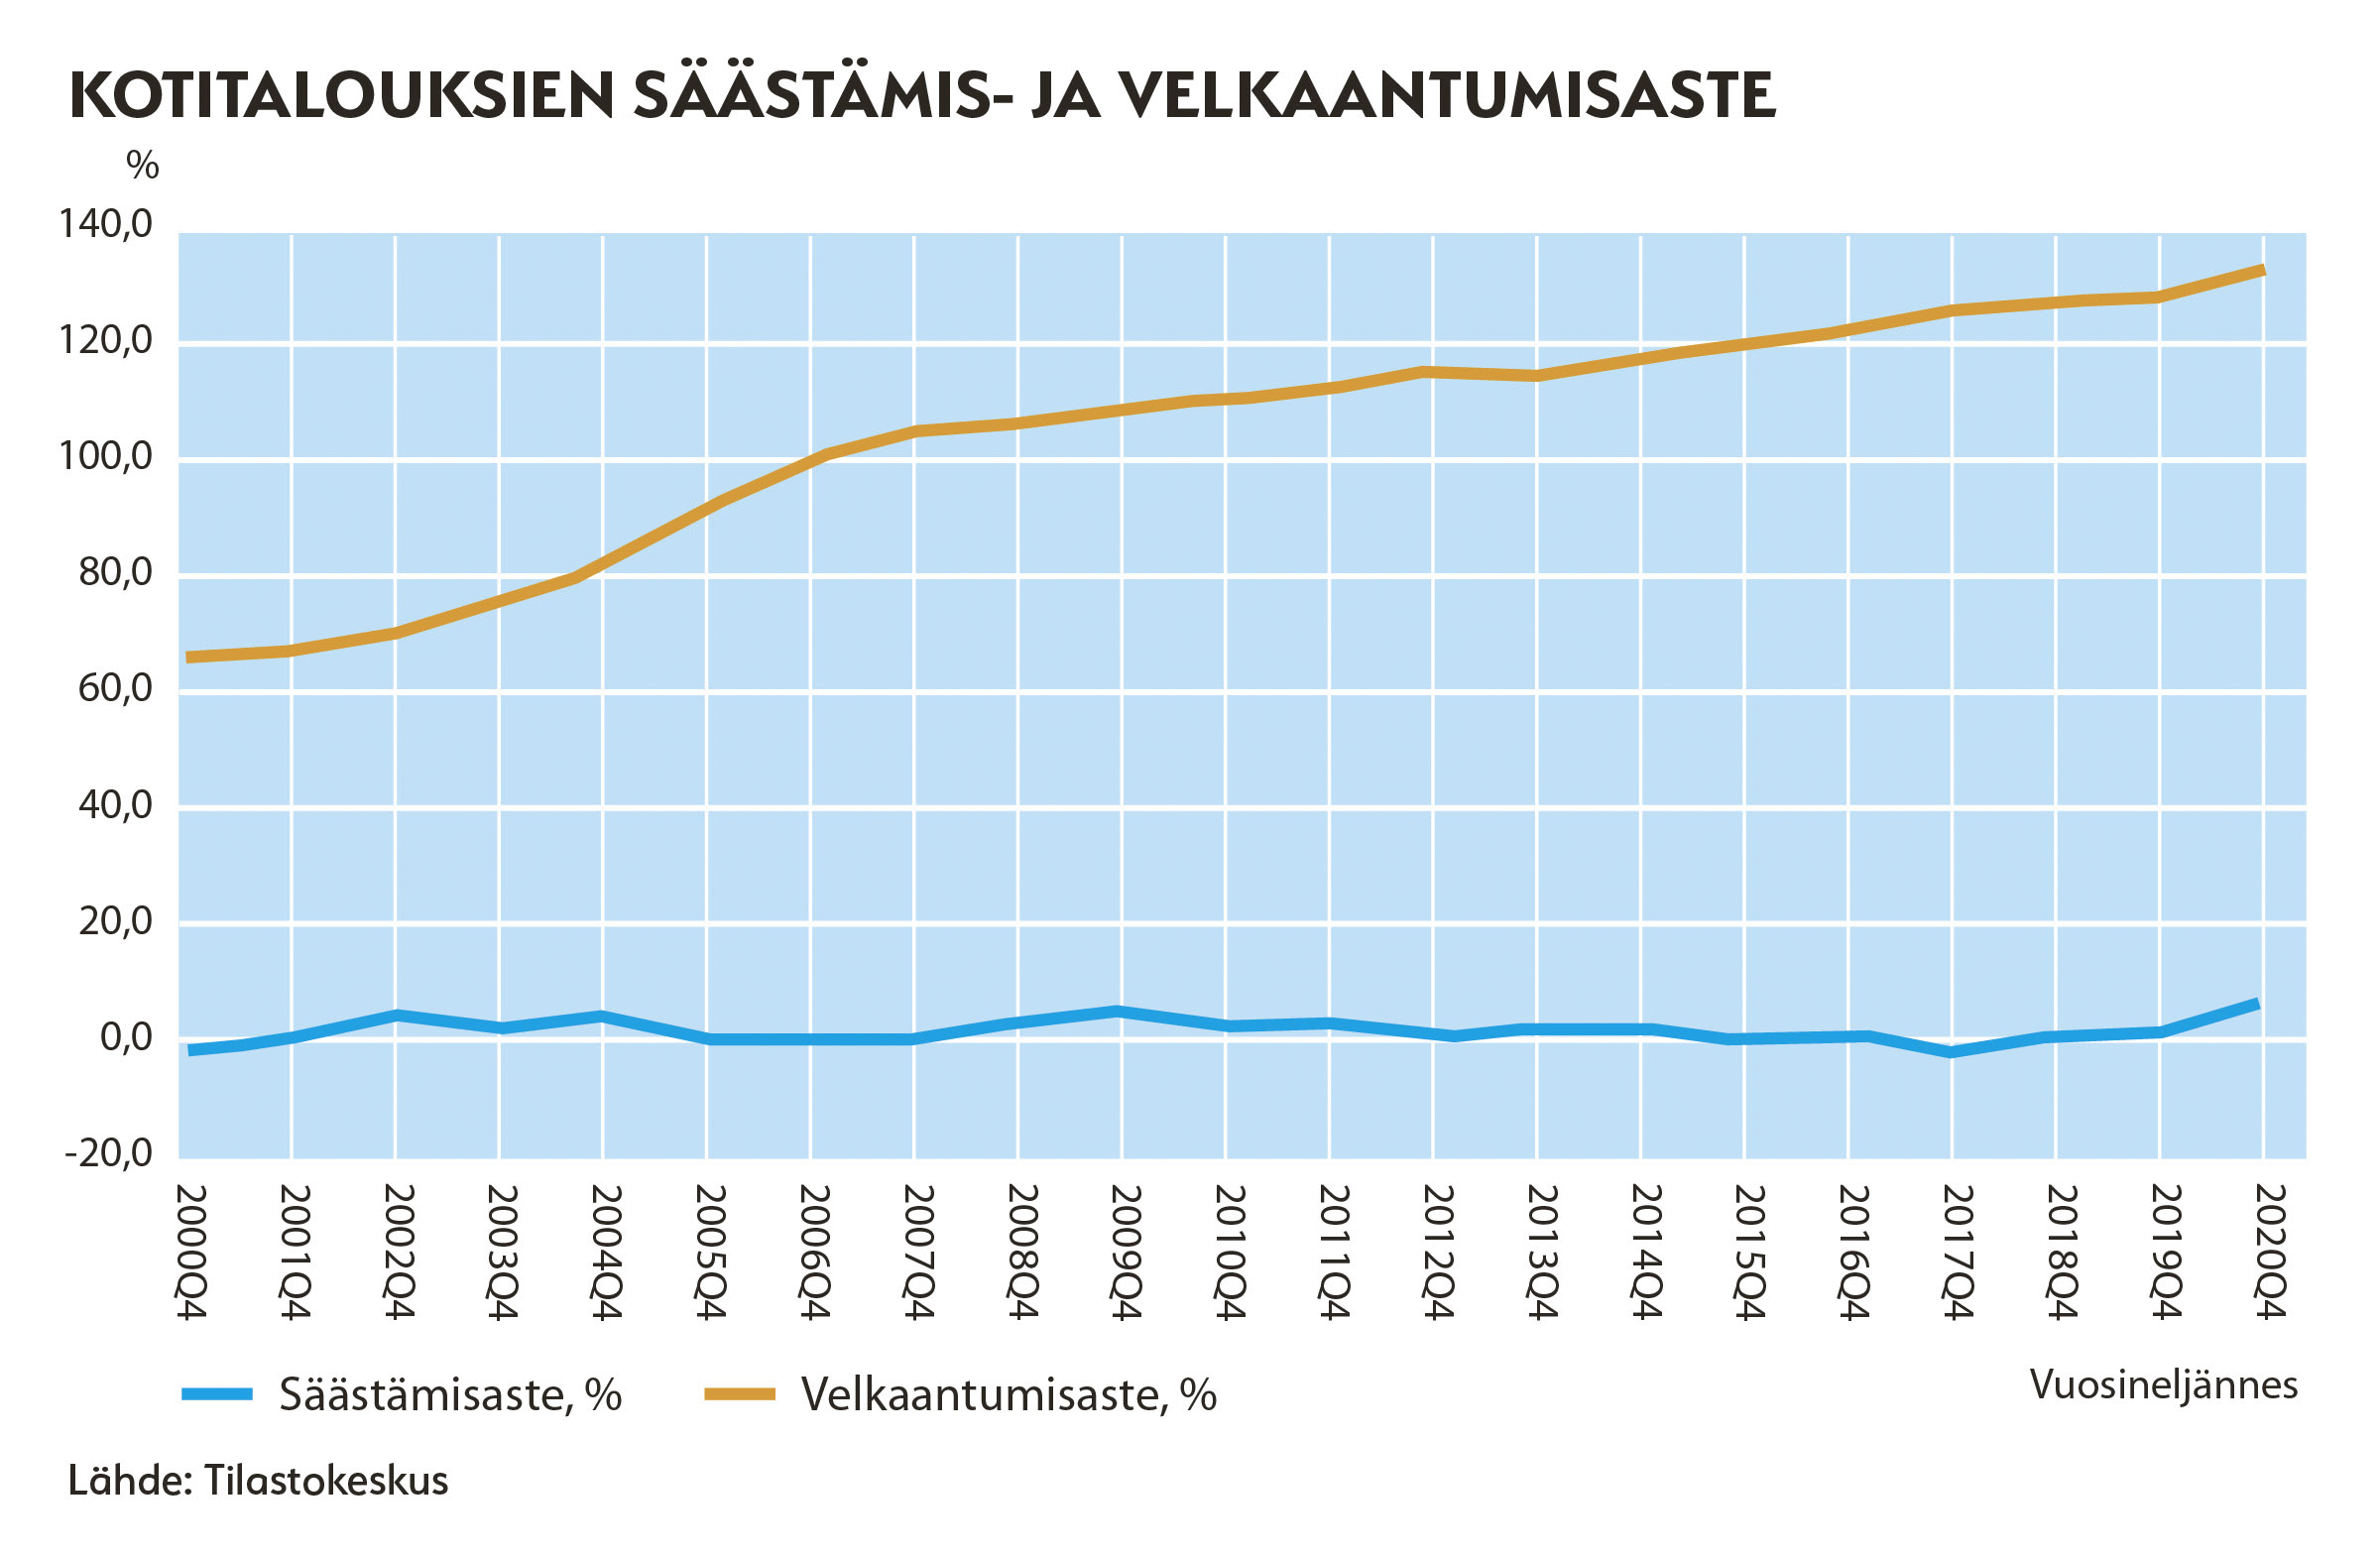 KOTITALOUKSIEN SÄÄSTÄMIS- JA VELKAANTUMISASTE
%
140,0
120,0
100,0
80,0
60,0
40,0
20,0
0,0
-20,0
2000Q4
2001Q4
2002Q4
2003Q4
2004Q4
2005Q4
2006Q4
2007Q4
2008Q4
2009Q4
2010Q4
2011Q4
2012Q4
2013Q4
2014Q4
2015Q4
2016Q4
2017Q4
2018Q4
2019Q4
2020Q4
Säästämisaste, %
Velkaantumisaste, %
Vuosineljännes
Lähde: Tilastokeskus